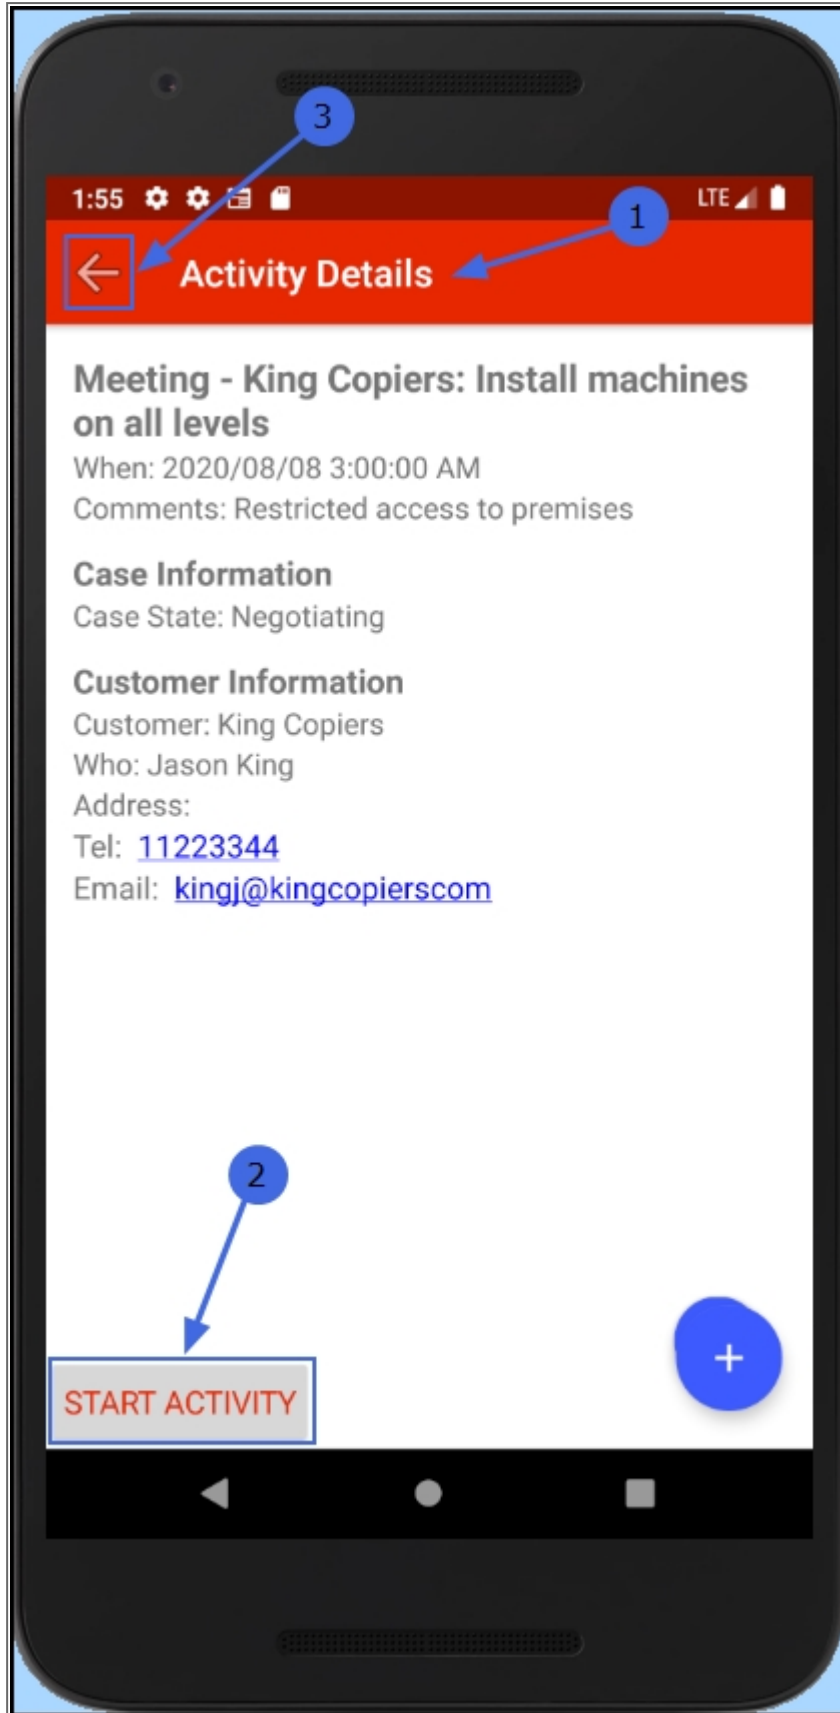 3
1:55 LTE
1
Activity Details
Meeting - King Copiers: Install machines
on all levels
When: 2020/08/08 3:00:00 AM
Comments: Restricted access to premises
Case Information
Case State: Negotiating
Customer Information
Customer: King Copiers
Who: Jason King
Address:
Tel: 11223344
Email: kingj@kingcopierscom
2
+
START ACTIVITY